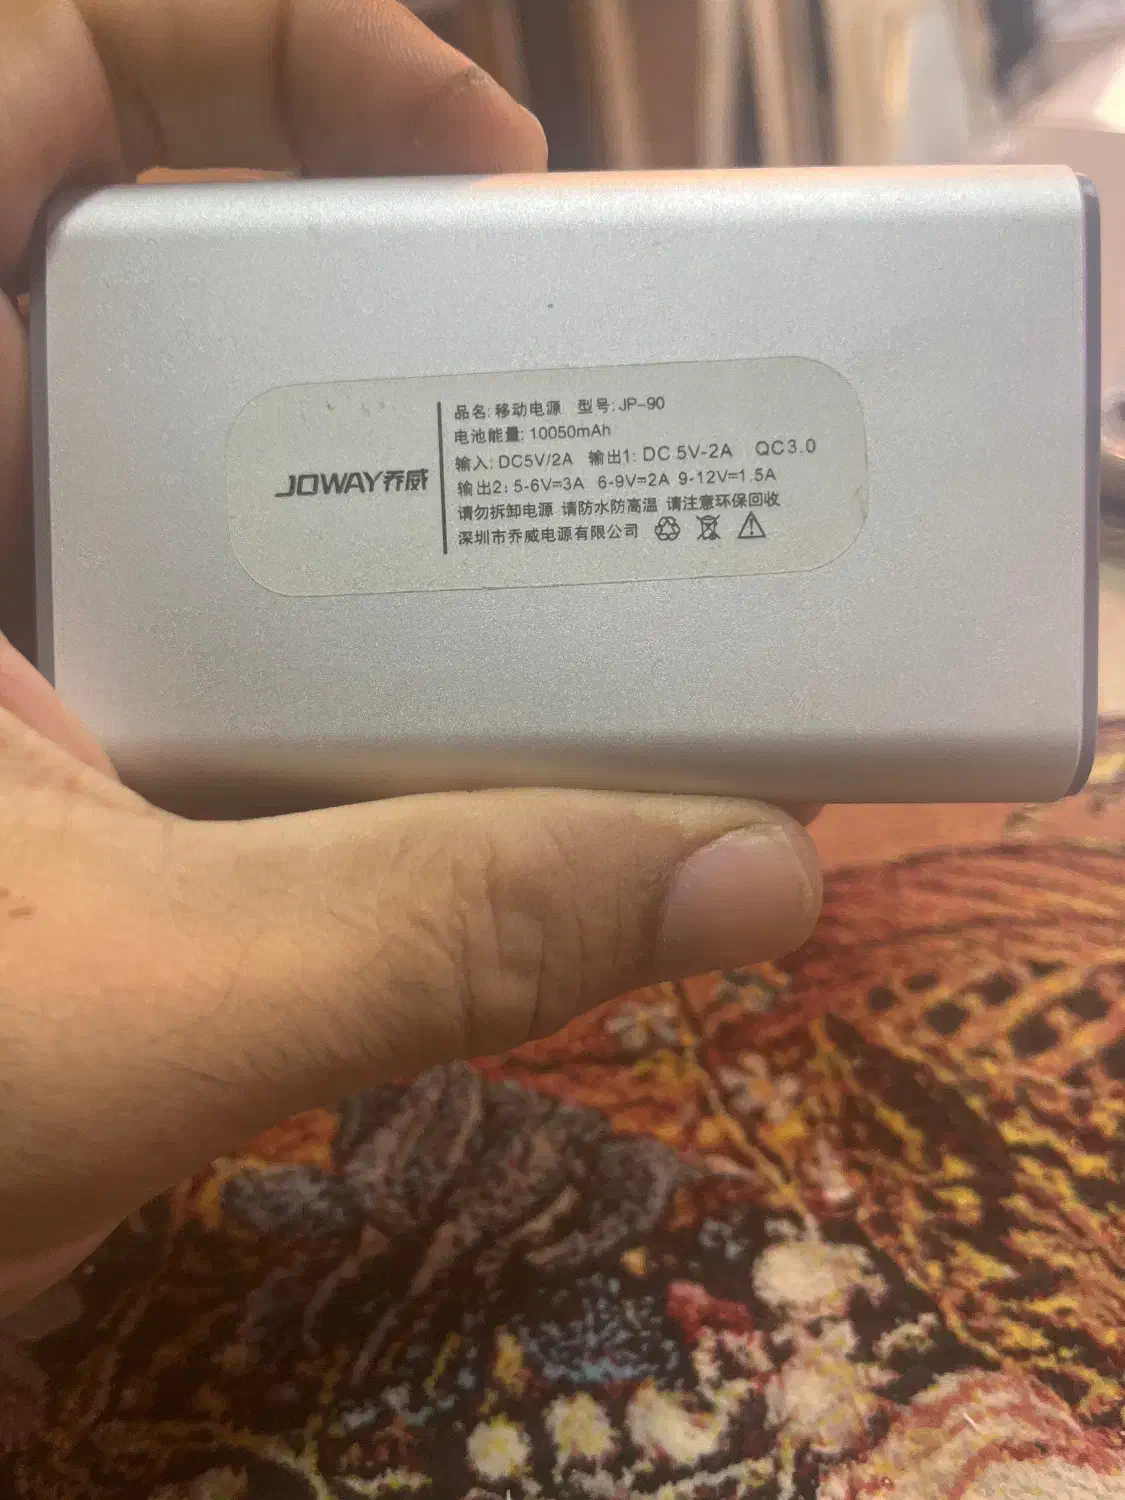 JOWAY乔威
品名: 移动电源 型号: JP-90
电池能量: 10050mAh
输入: DC5V/2A 输出1: DC 5V-2A QC3.0
输出2: 5-6V=3A 6-9V=2A 9-12V=1.5A
请勿拆卸电源 请防水防高温 请注意环保回收
深圳市乔威电源有限公司